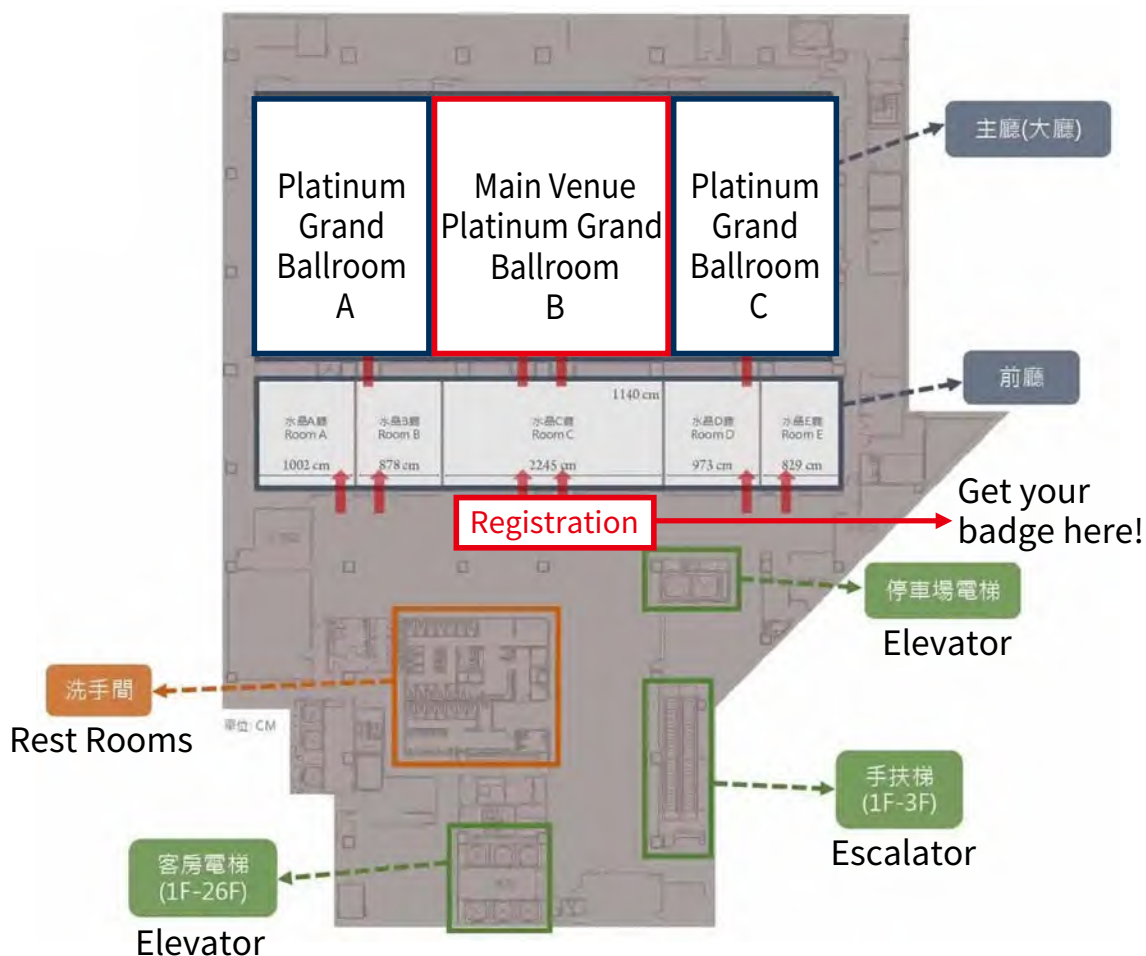 Platinum
Grand
Ballroom
A
Main Venue
Platinum Grand
Ballroom
B
Platinum
Grand
Ballroom
C
主廳(大廳)
前廳
1140 cm
水晶A廳
Room A
1002 cm
水晶B廳
Room B
878 cm
水晶C廳
Room C
2245 cm
水晶D廳
Room D
973 cm
水晶E廳
Room E
829 cm
Registration
Get your
badge here!
停車場電梯
Elevator
洗手間
Rest Rooms
單位: CM
手扶梯
(1F-3F)
Escalator
客房電梯
(1F-26F)
Elevator